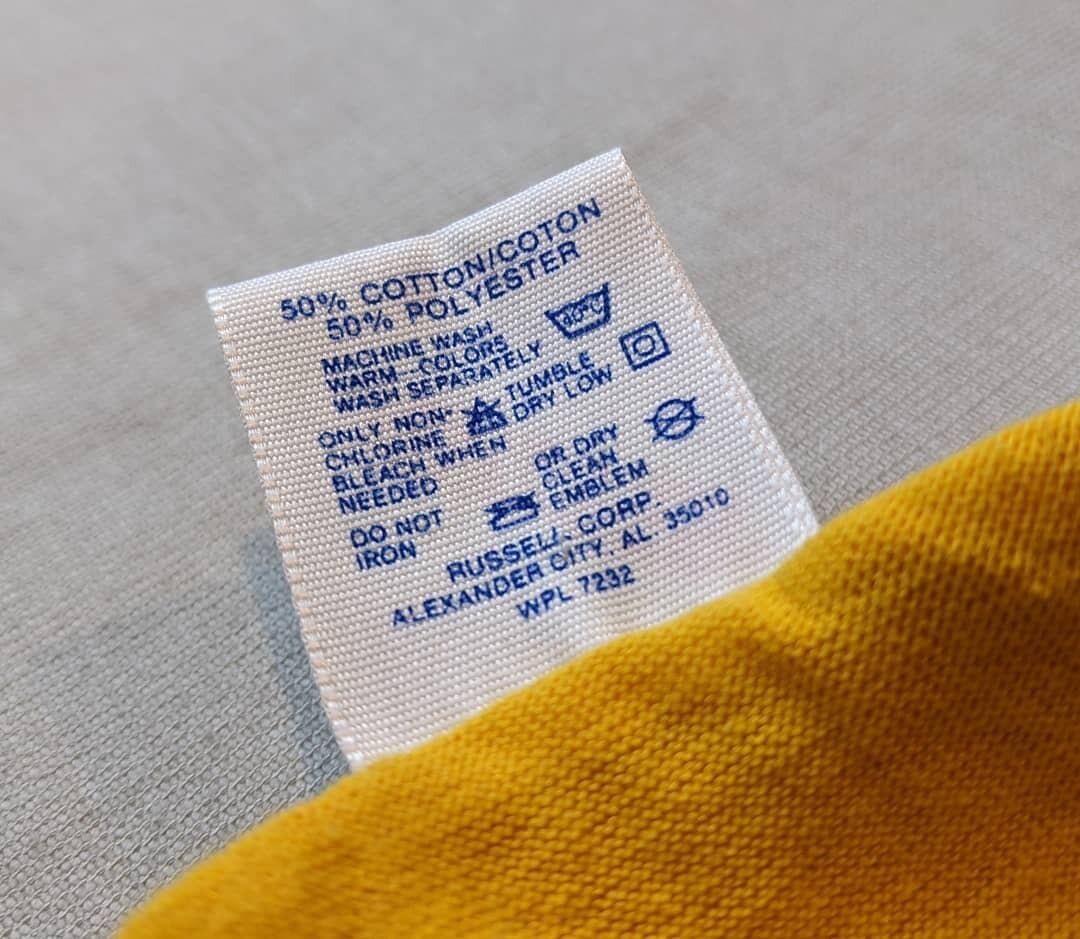 50% COTTON/COTON
50% POLYESTER
MACHINE WASH
WARM-COLORS
WASH SEPARATELY
ONLY NON-
CHLORINE
BLEACH WHEN
NEEDED
TUMBLE
DRY LOW
DO NOT
IRON
OR DRY
CLEAN
EMBLEM
RUSSELL CORP.
ALEXANDER CITY, AL. 35010
WPL 7232